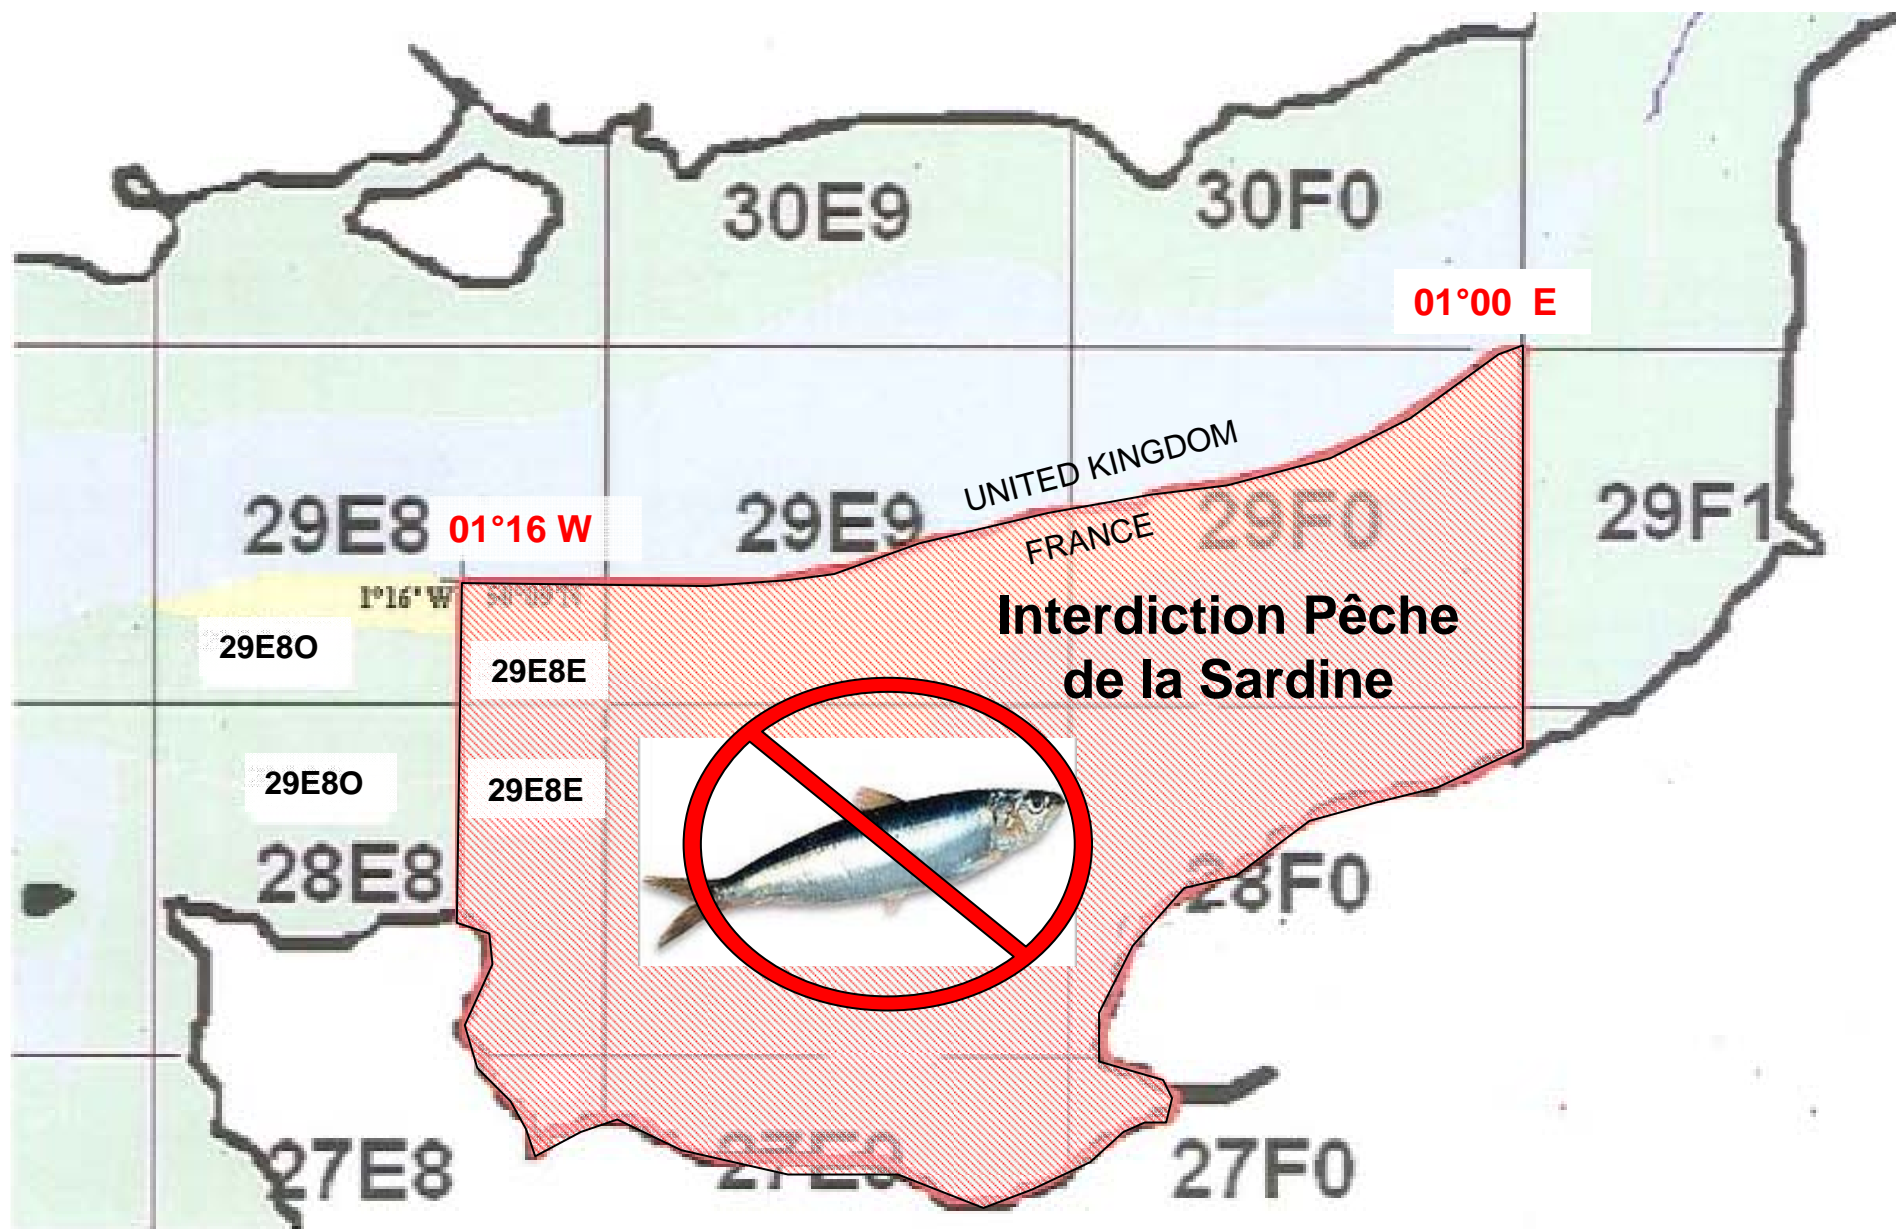 30E9
30F0
01°00 E
UNITED KINGDOM
29E8
01°16 W
29E9
29F0
29F1
FRANCE
1°16' W
Interdiction Pêche
de la Sardine
29E8O
29E8E
29E8O
29E8E
28E8
28F0
27E8
27E9
27F0